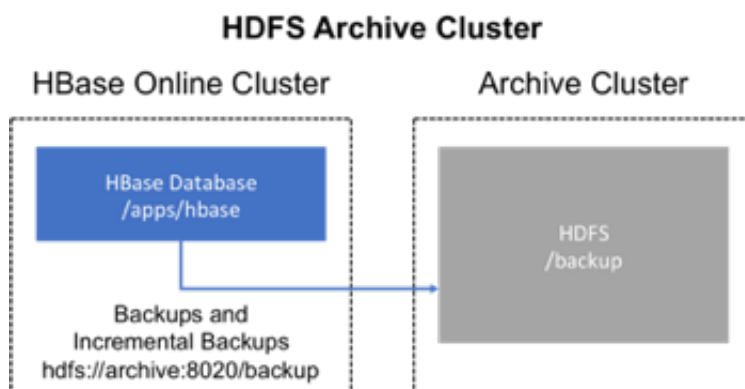 HDFS Archive Cluster
HBase Online Cluster
Archive Cluster
HBase Database
/apps/hbase
HDFS
/backup
Backups and
Incremental Backups
hdfs://archive:8020/backup